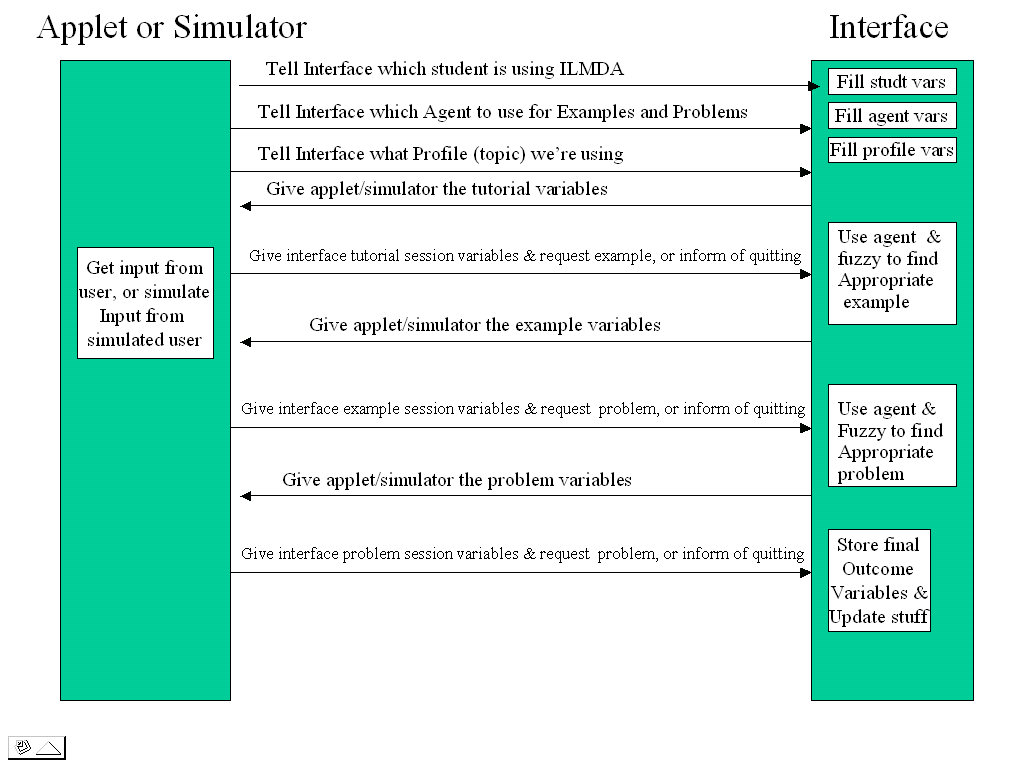 Applet or Simulator
Interface
Tell Interface which student is using ILMDA
Fill studt vars
Tell Interface which Agent to use for Examples and Problems
Fill agent vars
Tell Interface what Profile (topic) we're using
Fill profile vars
Give applet/simulator the tutorial variables
Get input from
user, or simulate
Input from
simulated user
Give interface tutorial session variables & request example, or inform of quitting
Use agent &
fuzzy to find
Appropriate
example
Give applet/simulator the example variables
Give interface example session variables & request problem, or inform of quitting
Use agent &
Fuzzy to find
Appropriate
problem
Give applet/simulator the problem variables
Give interface problem session variables & request problem, or inform of quitting
Store final
Outcome
Variables &
Update stuff